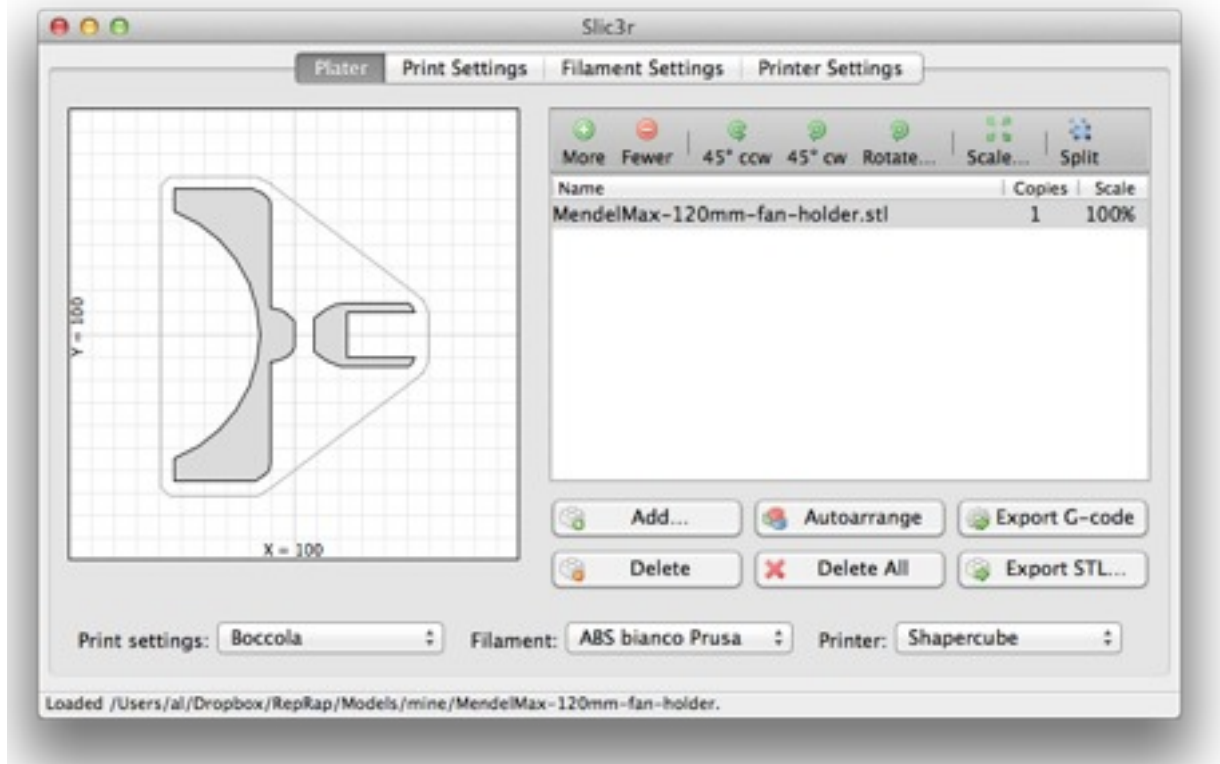 Slic3r
Plater Print Settings Filament Settings Printer Settings
More Fewer 45° ccw 45° cw Rotate... Scale... Split
Name Copies Scale
MendelMax-120mm-fan-holder.stl 1 100%
Y = 100
X = 100
Add... Autoarrange Export G-code
Delete Delete All Export STL...
Print settings: Boccola Filament: ABS bianco Prusa Printer: Shapercube
Loaded /Users/al/Dropbox/RepRap/Models/mine/MendelMax-120mm-fan-holder.